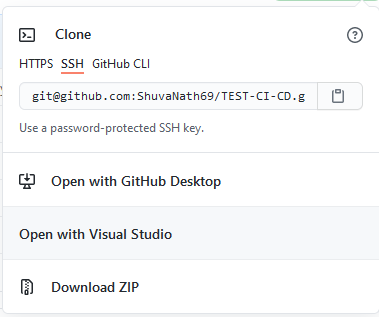 Clone
HTTPS SSH GitHub CLI
git@github.com:ShuvaNath69/TEST-CI-CD.g
Use a password-protected SSH key.
Open with GitHub Desktop
Open with Visual Studio
Download ZIP